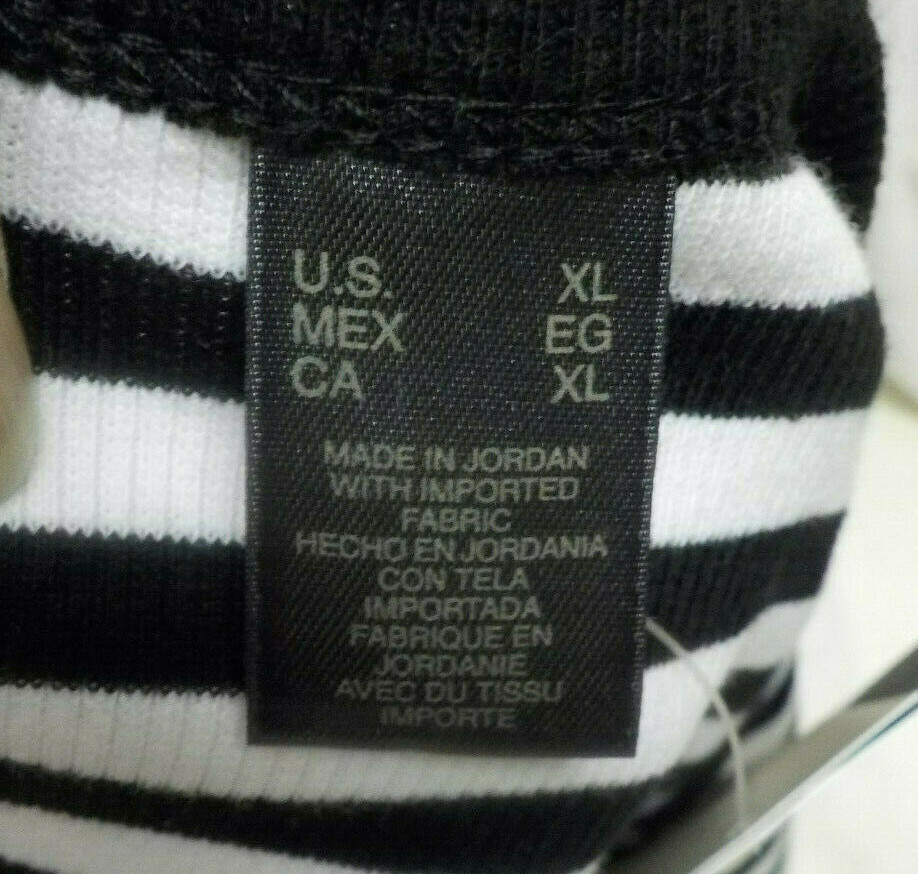 U.S. XL
MEX EG
CA XL
MADE IN JORDAN
WITH IMPORTED
FABRIC
HECHO EN JORDANIA
CON TELA
IMPORTADA
FABRIQUE EN
JORDANIE
AVEC DU TISSU
IMPORTE